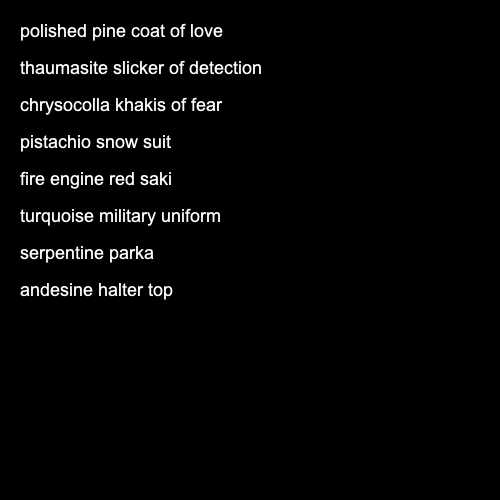 polished pine coat of love
thaumasite slicker of detection
chrysocolla khakis of fear
pistachio snow suit
fire engine red saki
turquoise military uniform
serpentine parka
andesine halter top